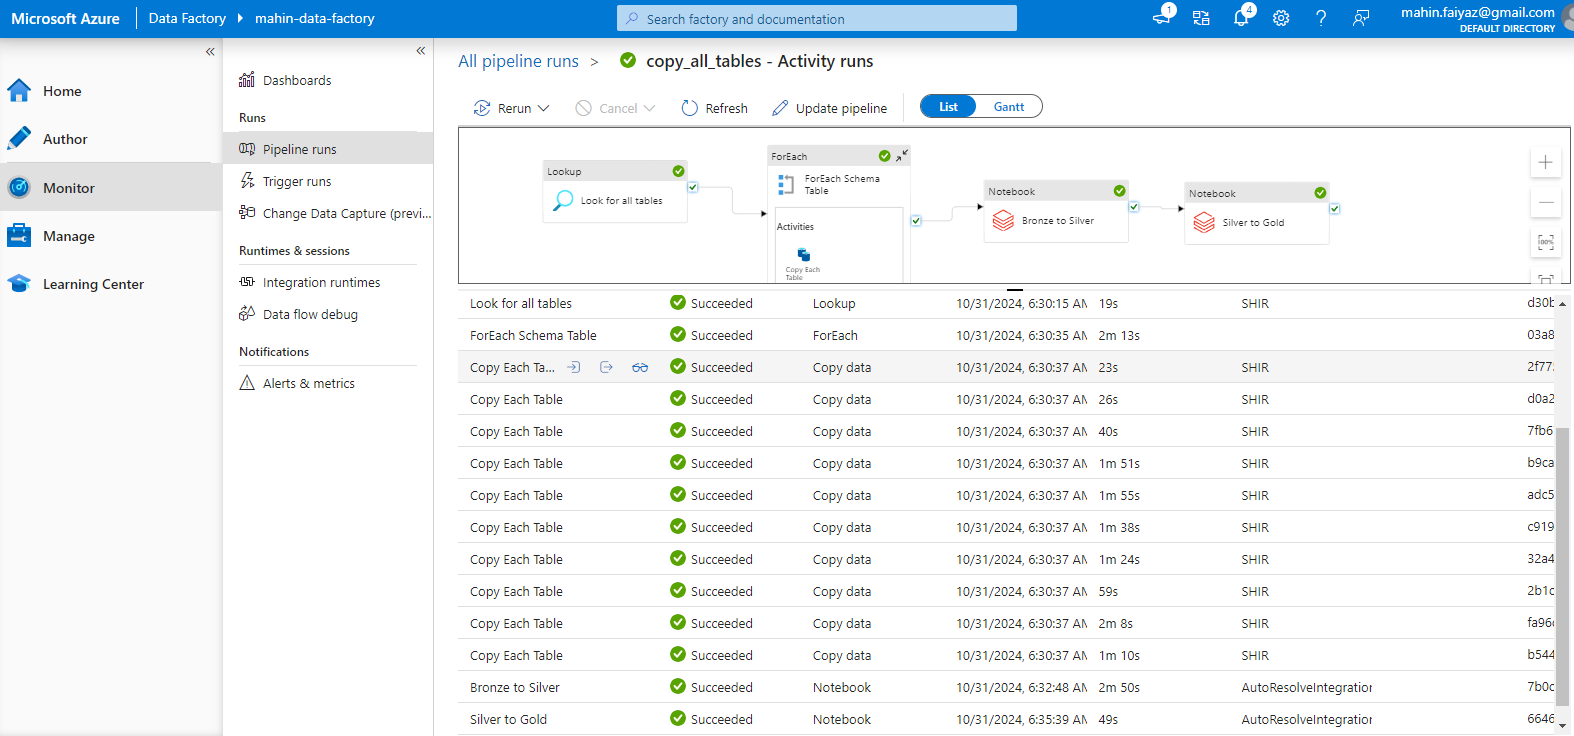 Microsoft Azure Data Factory mahin-data-factory Search factory and documentation 1 4 mahin.faiyaz@gmail.com
DEFAULT DIRECTORY
Home
Author
Monitor
Manage
Learning Center
Dashboards
Runs
Pipeline runs
Trigger runs
Change Data Capture (previ...
Runtimes & sessions
Integration runtimes
Data flow debug
Notifications
Alerts & metrics
All pipeline runs > copy_all_tables - Activity runs
Rerun Cancel Refresh Update pipeline List Gantt
Lookup
Look for all tables
ForEach
ForEach Schema
Table
Activities
Copy Each
Table
Notebook
Bronze to Silver
Notebook
Silver to Gold
100%
Look for all tables Succeeded Lookup 10/31/2024, 6:30:15 AM 19s SHIR d30b
ForEach Schema Table Succeeded ForEach 10/31/2024, 6:30:35 AM 2m 13s 03a8
Copy Each Ta... Succeeded Copy data 10/31/2024, 6:30:37 AM 23s SHIR 2f77
Copy Each Table Succeeded Copy data 10/31/2024, 6:30:37 AM 26s SHIR d0a2
Copy Each Table Succeeded Copy data 10/31/2024, 6:30:37 AM 40s SHIR 7fb6
Copy Each Table Succeeded Copy data 10/31/2024, 6:30:37 AM 1m 51s SHIR b9ca
Copy Each Table Succeeded Copy data 10/31/2024, 6:30:37 AM 1m 55s SHIR adc5
Copy Each Table Succeeded Copy data 10/31/2024, 6:30:37 AM 1m 38s SHIR c919
Copy Each Table Succeeded Copy data 10/31/2024, 6:30:37 AM 1m 24s SHIR 32a4
Copy Each Table Succeeded Copy data 10/31/2024, 6:30:37 AM 59s SHIR 2b1c
Copy Each Table Succeeded Copy data 10/31/2024, 6:30:37 AM 2m 8s SHIR fa96
Copy Each Table Succeeded Copy data 10/31/2024, 6:30:37 AM 1m 10s SHIR b544
Bronze to Silver Succeeded Notebook 10/31/2024, 6:32:48 AM 2m 50s AutoResolveIntegration 7b0c
Silver to Gold Succeeded Notebook 10/31/2024, 6:35:39 AM 49s AutoResolveIntegration 6646